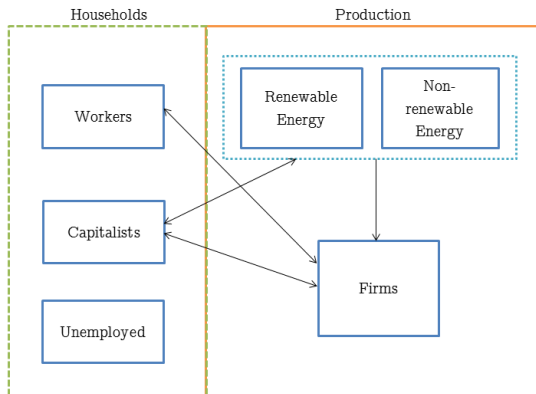 Households
Production
Workers
Capitalists
Unemployed
Renewable
Energy
Non-
renewable
Energy
Firms